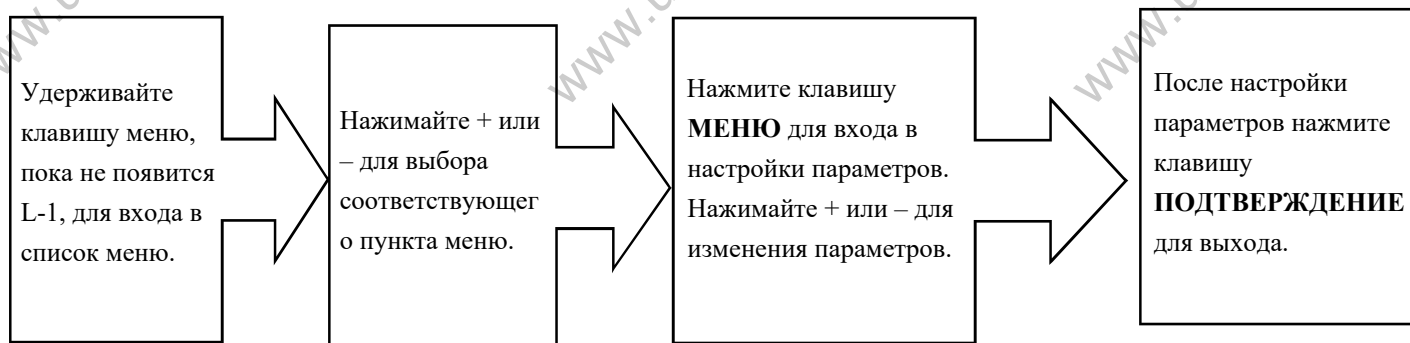 Удерживайте
клавишу меню,
пока не появится
L-1, для входа в
список меню.
Нажимайте + или
– для выбора
соответствующег
о пункта меню.
Нажмите клавишу
МЕНЮ для входа в
настройки параметров.
Нажимайте + или – для
изменения параметров.
После настройки
параметров нажмите
клавишу
ПОДТВЕРЖДЕНИЕ
для выхода.